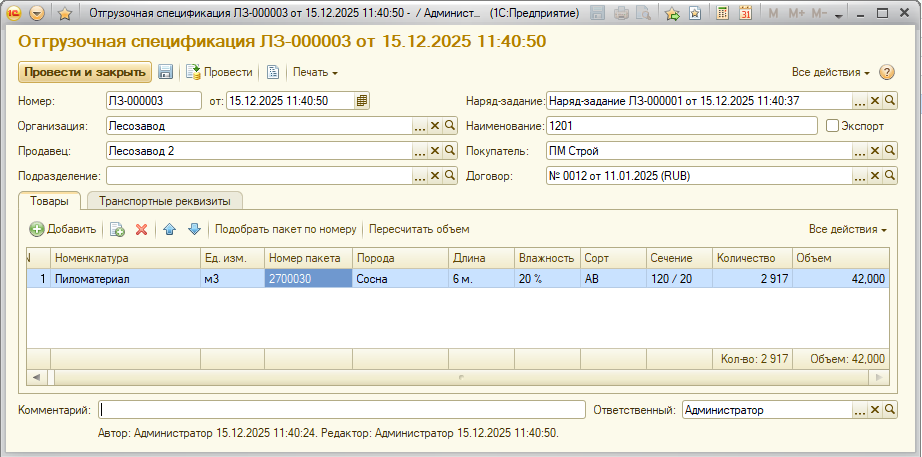 Отгрузочная спецификация ЛЗ-000003 от 15.12.2025 11:40:50 - / Админист... (1С:Предприятие)
M M+ M-
Отгрузочная спецификация ЛЗ-000003 от 15.12.2025 11:40:50
Провести и закрыть Провести Печать Все действия ?
Номер: ЛЗ-000003 от: 15.12.2025 11:40:50 Наряд-задание: Наряд-задание ЛЗ-000001 от 15.12.2025 11:40:37
Организация: Лесозавод Наименование: 1201 Экспорт
Продавец: Лесозавод 2 Покупатель: ПМ Строй
Подразделение: Договор: № 0012 от 11.01.2025 (RUB)
Товары Транспортные реквизиты
Добавить Подобрать пакет по номеру Пересчитать объем Все действия
N Номенклатура Ед. изм. Номер пакета Порода Длина Влажность Сорт Сечение Количество Объем
1 Пиломатериал м3 2700030 Сосна 6 м. 20 % АВ 120 / 20 2 917 42,000
Кол-во: 2 917 Объем: 42,000
Комментарий: Ответственный: Администратор
Автор: Администратор 15.12.2025 11:40:24. Редактор: Администратор 15.12.2025 11:40:50.